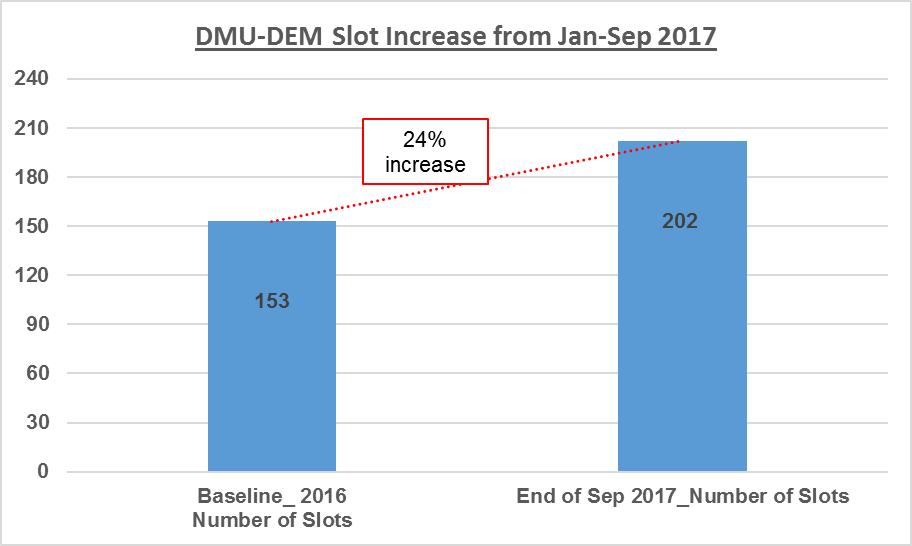 DMU-DEM Slot Increase from Jan-Sep 2017
240
210
180
150
120
90
60
30
0
24%
increase
153
202
Baseline_ 2016
Number of Slots
End of Sep 2017_Number of Slots